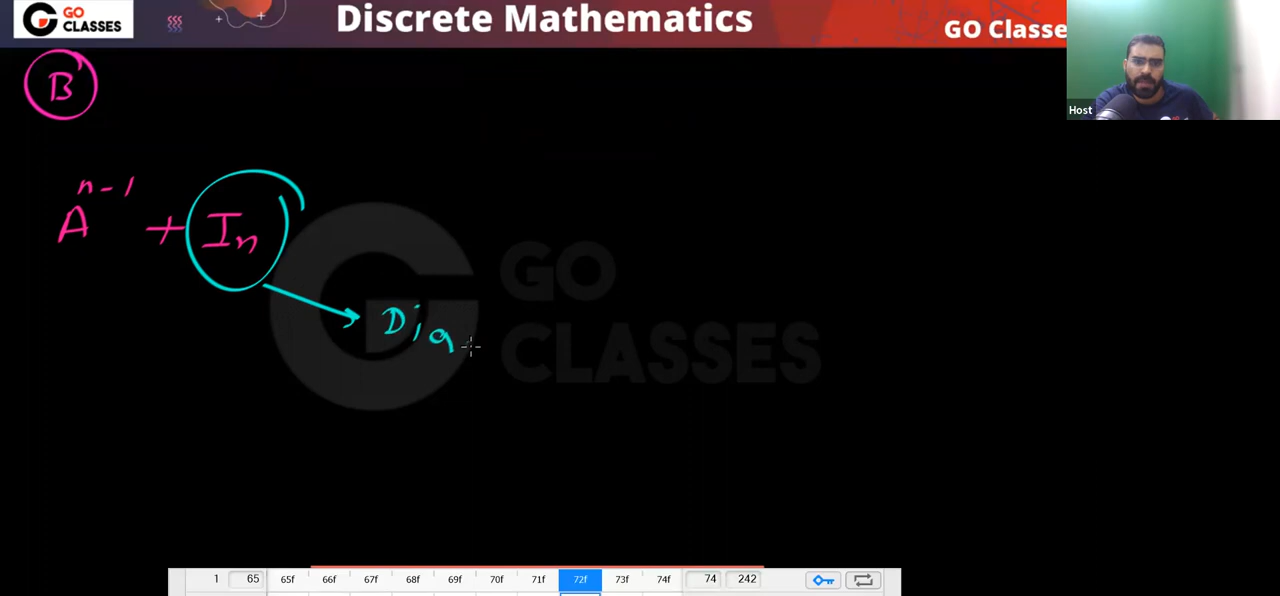 GO CLASSES
Discrete Mathematics
GO Classe
Host
B
A^{n-1} + I_n
Dia
GO
CLASSES
1 65 65f 66f 67f 68f 69f 70f 71f 72f 73f 74f 74 242